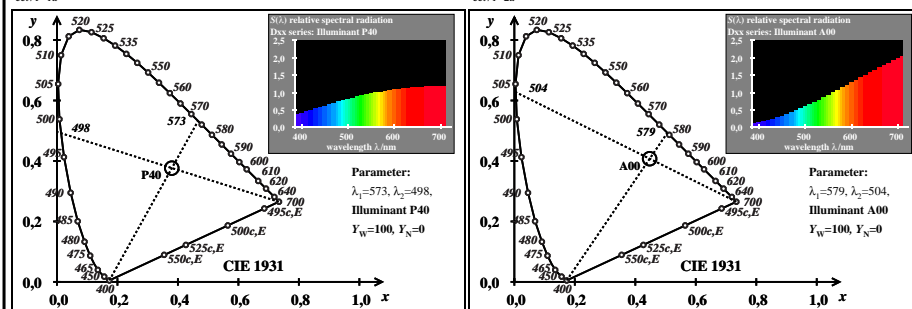 y
520
525
535
0,8
510
550
560
505
570
0,6
573
580
500
498
590
600
495
610
0,4
P40
620
640
700
490
495c,E
0,2
485
500c,E
480
525c,E
475
550c,E
465
CIE 1931
450
0,0
400
0,0 0,2 0,4 0,6 0,8 1,0 x
S(λ) relative spectral radiation
Dxx series: Illuminant P40
2,5
2,0
1,5
1,0
0,5
0,0
400 500 600 700
wavelength λ/nm
Parameter:
λ1=573, λ2=498,
Illuminant P40
YW=100, YN=0
y
520
525
535
0,8
510
550
560
505
504
570
0,6
579
580
500
590
600
495
610
0,4
A00
620
640
700
490
495c,E
0,2
485
500c,E
480
525c,E
475
550c,E
465
CIE 1931
450
0,0
400
0,0 0,2 0,4 0,6 0,8 1,0 x
S(λ) relative spectral radiation
Dxx series: Illuminant A00
2,5
2,0
1,5
1,0
0,5
0,0
400 500 600 700
wavelength λ/nm
Parameter:
λ1=579, λ2=504,
Illuminant A00
YW=100, YN=0